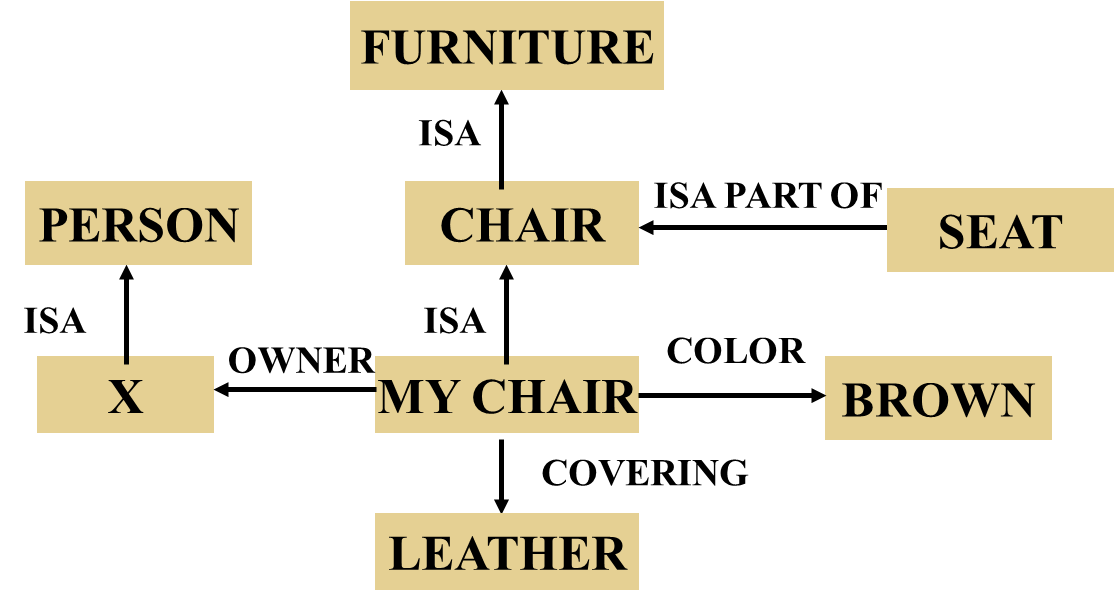 FURNITURE
ISA
PERSON
CHAIR
ISA PART OF
SEAT
ISA
ISA
X
OWNER
MY CHAIR
COLOR
BROWN
COVERING
LEATHER